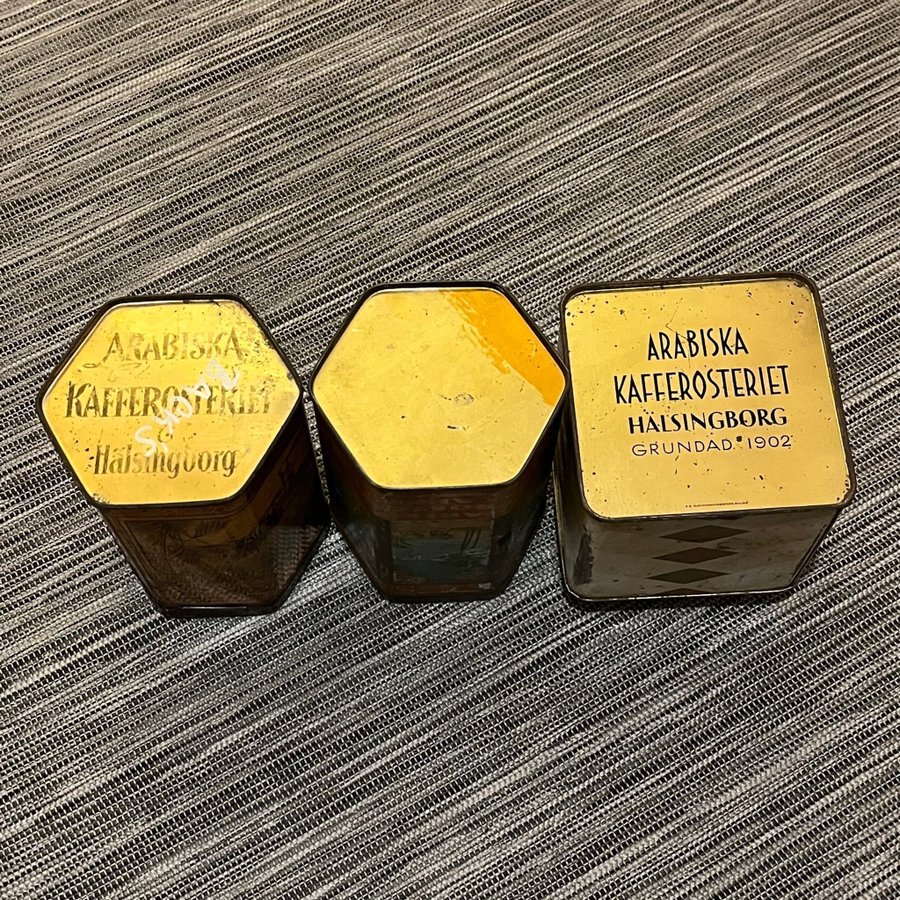 ARABISKA
KAFFEROSTERIET
Hälsingborg
ARABISKA
KAFFEROSTERIET
HÄLSINGBORG
GRUNDAD. 1902